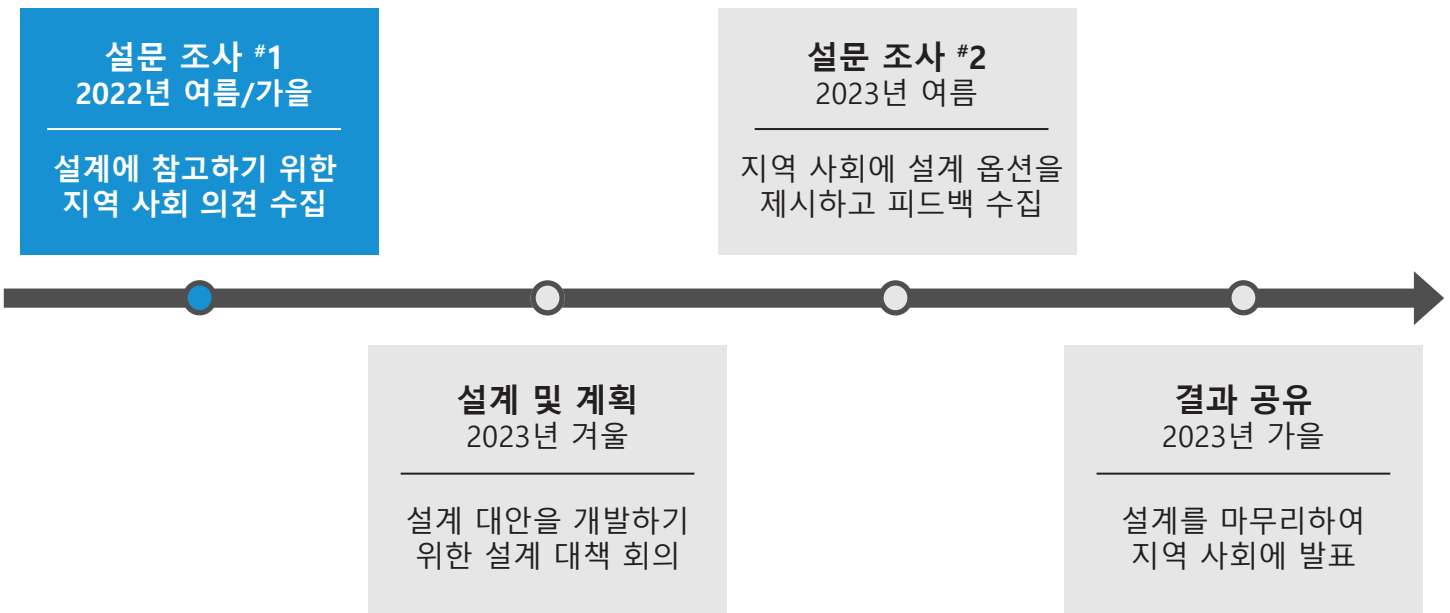 설문 조사 #1
2022년 여름/가을
설계에 참고하기 위한
지역 사회 의견 수집
설계 및 계획
2023년 겨울
설계 대안을 개발하기
위한 설계 대책 회의
설문 조사 #2
2023년 여름
지역 사회에 설계 옵션을
제시하고 피드백 수집
결과 공유
2023년 가을
설계를 마무리하여
지역 사회에 발표